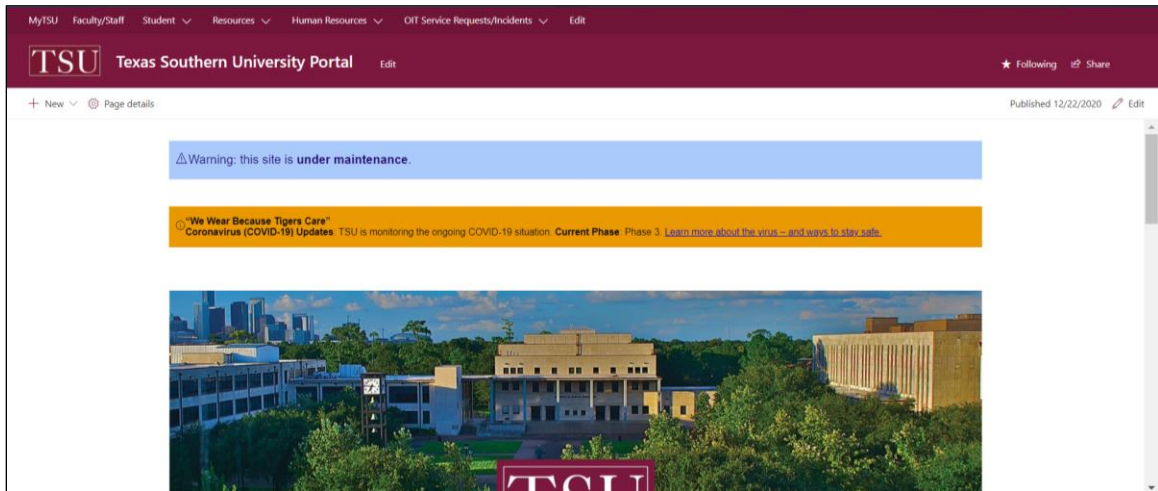 MyTSU Faculty/Staff Student Resources Human Resources OIT Service Requests/Incidents Edit
TSU Texas Southern University Portal Edit Following Share
New Page details Published 12/22/2020 Edit
Warning: this site is under maintenance.
"We Wear Because Tigers Care"
Coronavirus (COVID-19) Updates: TSU is monitoring the ongoing COVID-19 situation. Current Phase: Phase 3. Learn more about the virus – and ways to stay safe.
TSU